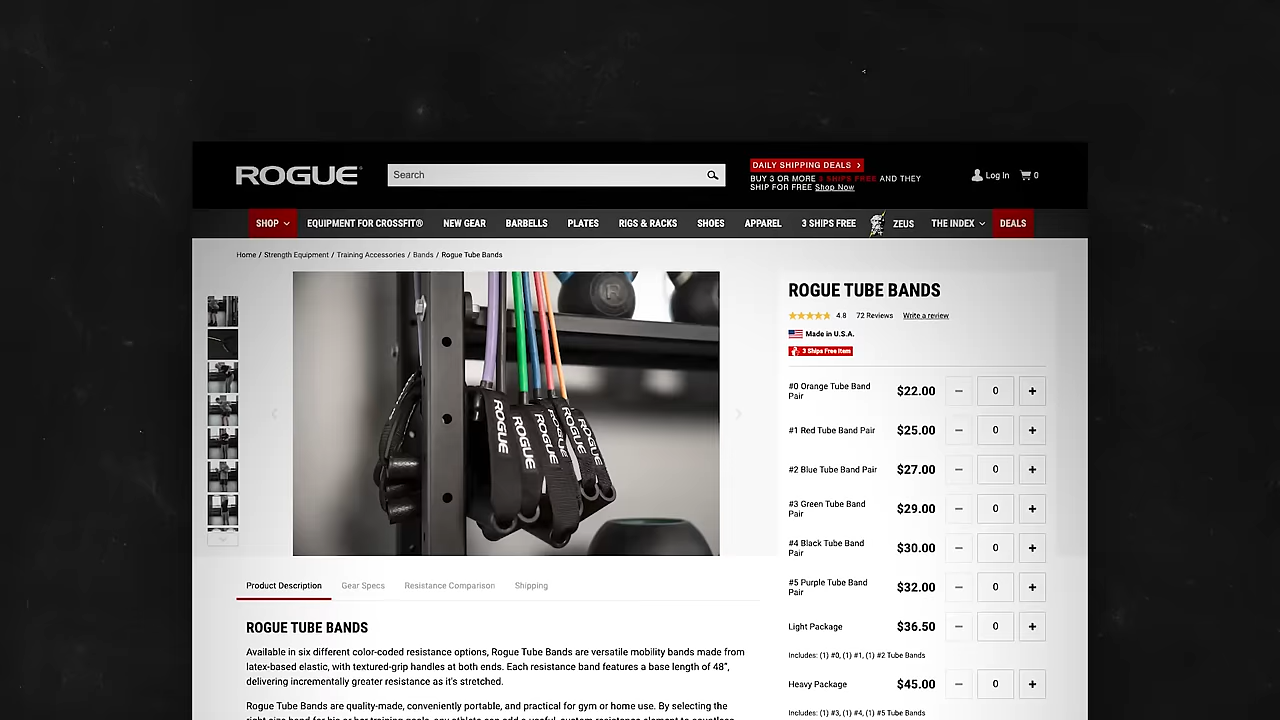 ROGUE
Search
DAILY SHIPPING DEALS >
BUY 3 OR MORE 3 SHIPS FREE AND THEY
SHIP FOR FREE Shop Now
Log In
0
SHOP
EQUIPMENT FOR CROSSFIT®
NEW GEAR
BARBELLS
PLATES
RIGS & RACKS
SHOES
APPAREL
3 SHIPS FREE
ZEUS
THE INDEX
DEALS
Home / Strength Equipment / Training Accessories / Bands / Rogue Tube Bands
ROGUE
ROGUE
ROGUE
ROGUE
ROGUE
ROGUE TUBE BANDS
4.8 72 Reviews Write a review
Made in U.S.A.
3 Ships Free Item
#0 Orange Tube Band
Pair
$22.00 − 0 +
#1 Red Tube Band Pair $25.00 − 0 +
#2 Blue Tube Band Pair $27.00 − 0 +
#3 Green Tube Band
Pair
$29.00 − 0 +
#4 Black Tube Band
Pair
$30.00 − 0 +
#5 Purple Tube Band
Pair
$32.00 − 0 +
Light Package $36.50 − 0 +
Includes: (1) #0, (1) #1, (1) #2 Tube Bands
Heavy Package $45.00 − 0 +
Includes: (1) #3, (1) #4, (1) #5 Tube Bands
Product Description
Gear Specs
Resistance Comparison
Shipping
ROGUE TUBE BANDS
Available in six different color-coded resistance options, Rogue Tube Bands are versatile mobility bands made from
latex-based elastic, with textured-grip handles at both ends. Each resistance band features a base length of 48",
delivering incrementally greater resistance as it's stretched.
Rogue Tube Bands are quality-made, conveniently portable, and practical for gym or home use. By selecting the